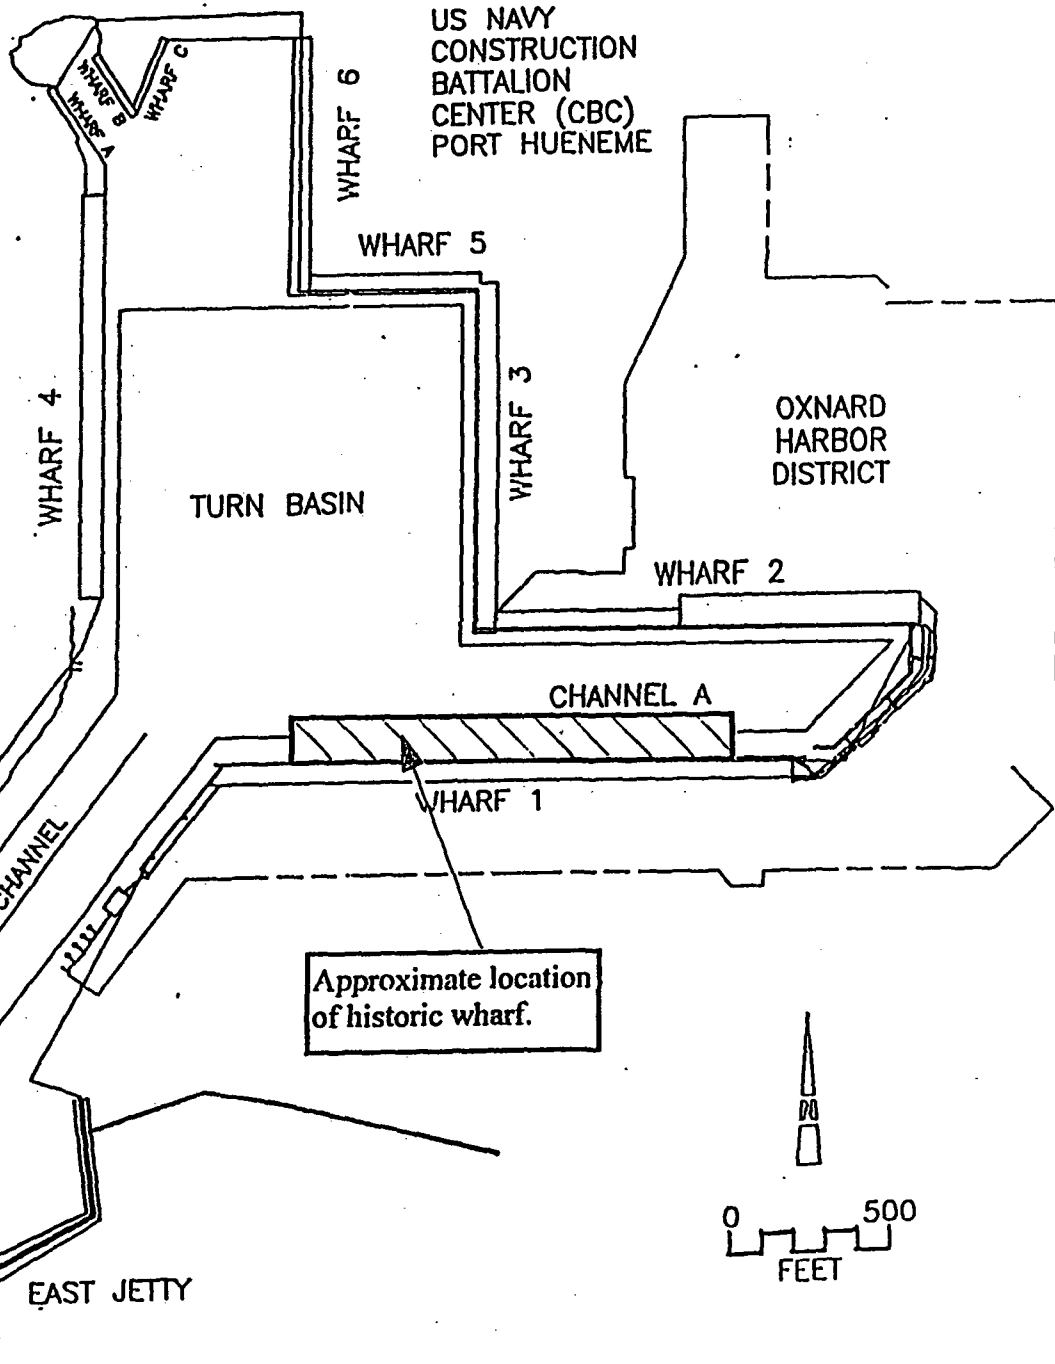 US NAVY
CONSTRUCTION
BATTALION
CENTER (CBC)
PORT HUENEME
WHARF C
WHARF B
WHARF A
WHARF 6
WHARF 5
WHARF 3
WHARF 4
OXNARD
HARBOR
DISTRICT
TURN BASIN
WHARF 2
CHANNEL A
WHARF 1
CHANNEL
Approximate location
of historic wharf.
N
0 500
FEET
EAST JETTY